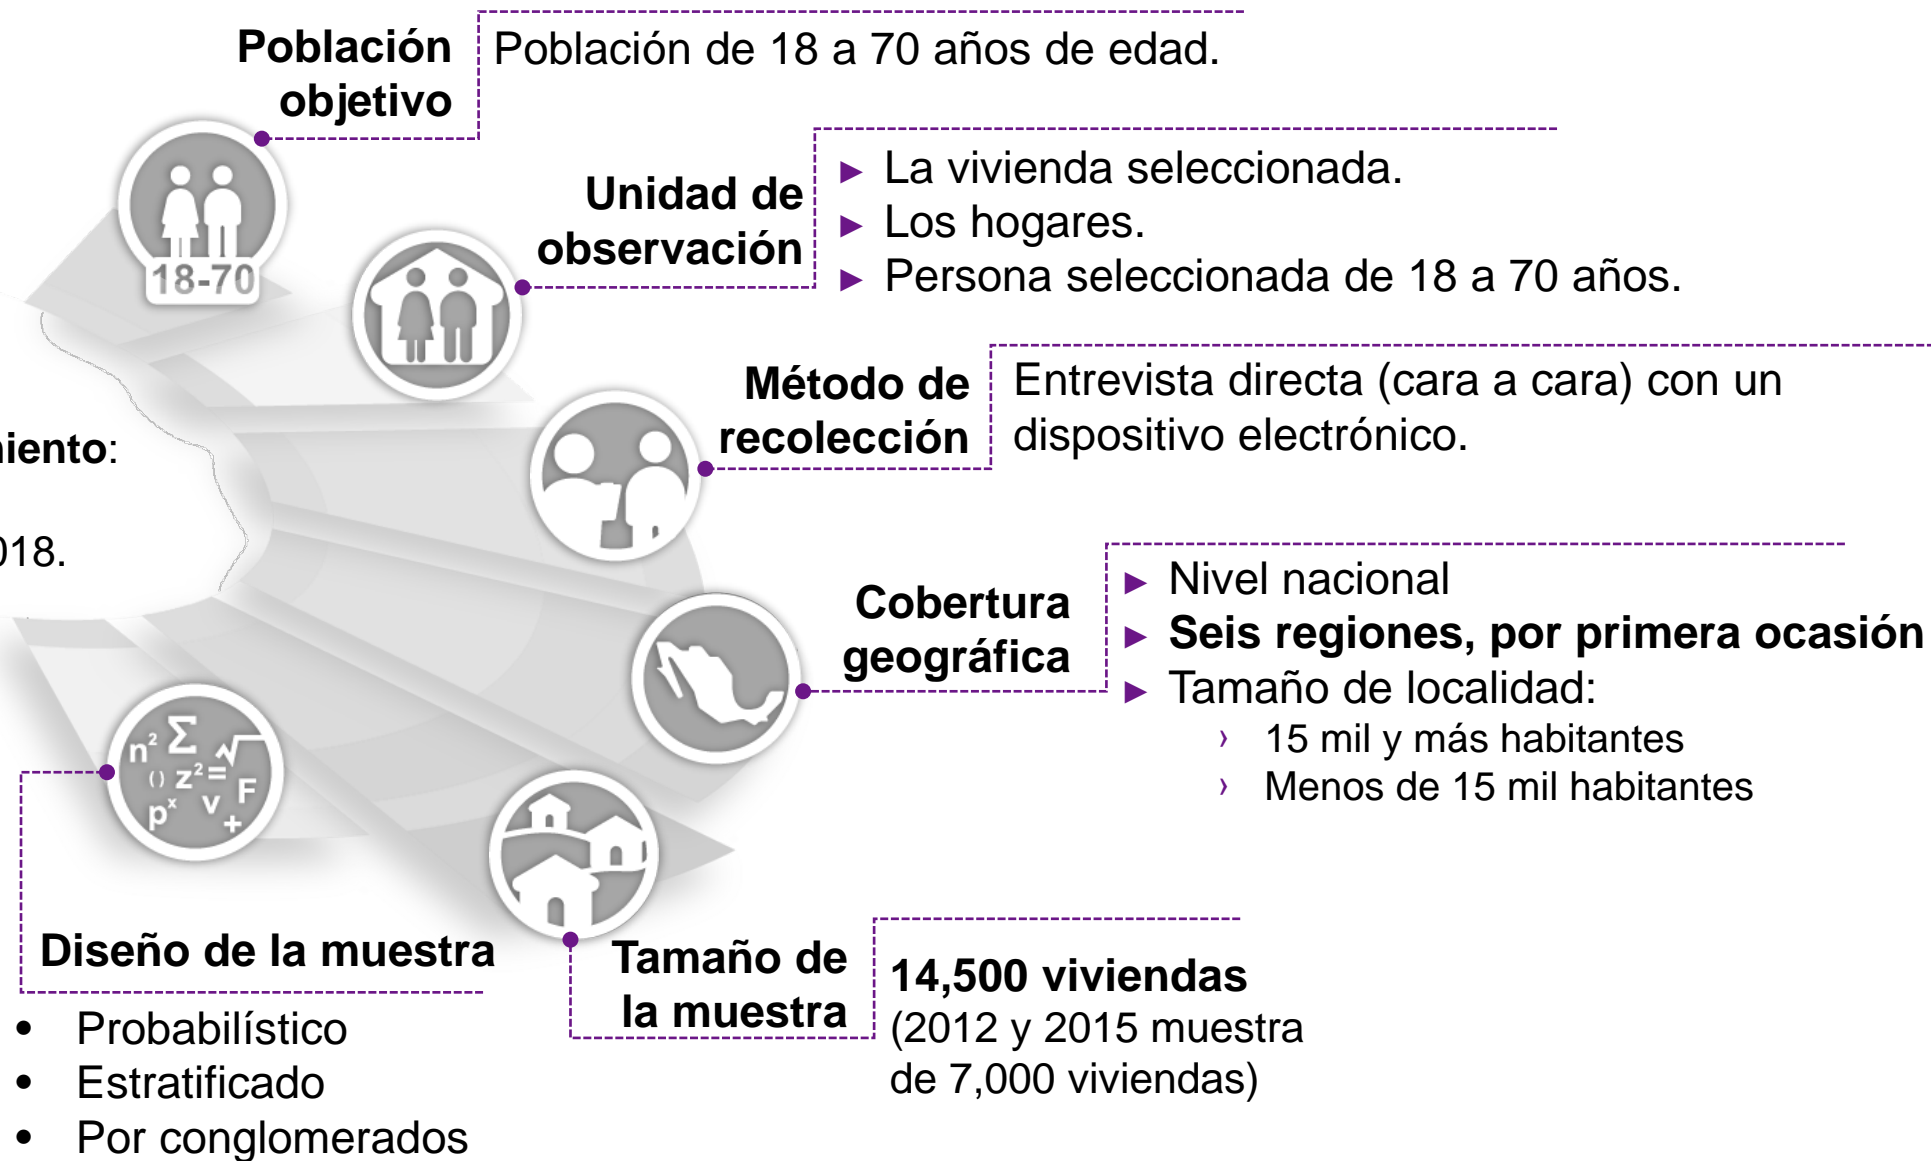 Población
objetivo
Población de 18 a 70 años de edad.
18-70
Unidad de
observación
► La vivienda seleccionada.
► Los hogares.
► Persona seleccionada de 18 a 70 años.
Método de
recolección
Entrevista directa (cara a cara) con un
dispositivo electrónico.
Cobertura
geográfica
► Nivel nacional
► Seis regiones, por primera ocasión
► Tamaño de localidad:
› 15 mil y más habitantes
› Menos de 15 mil habitantes
n² Σ √
() z² =
pˣ v F
+
Diseño de la muestra
• Probabilístico
• Estratificado
• Por conglomerados
Tamaño de
la muestra
14,500 viviendas
(2012 y 2015 muestra
de 7,000 viviendas)